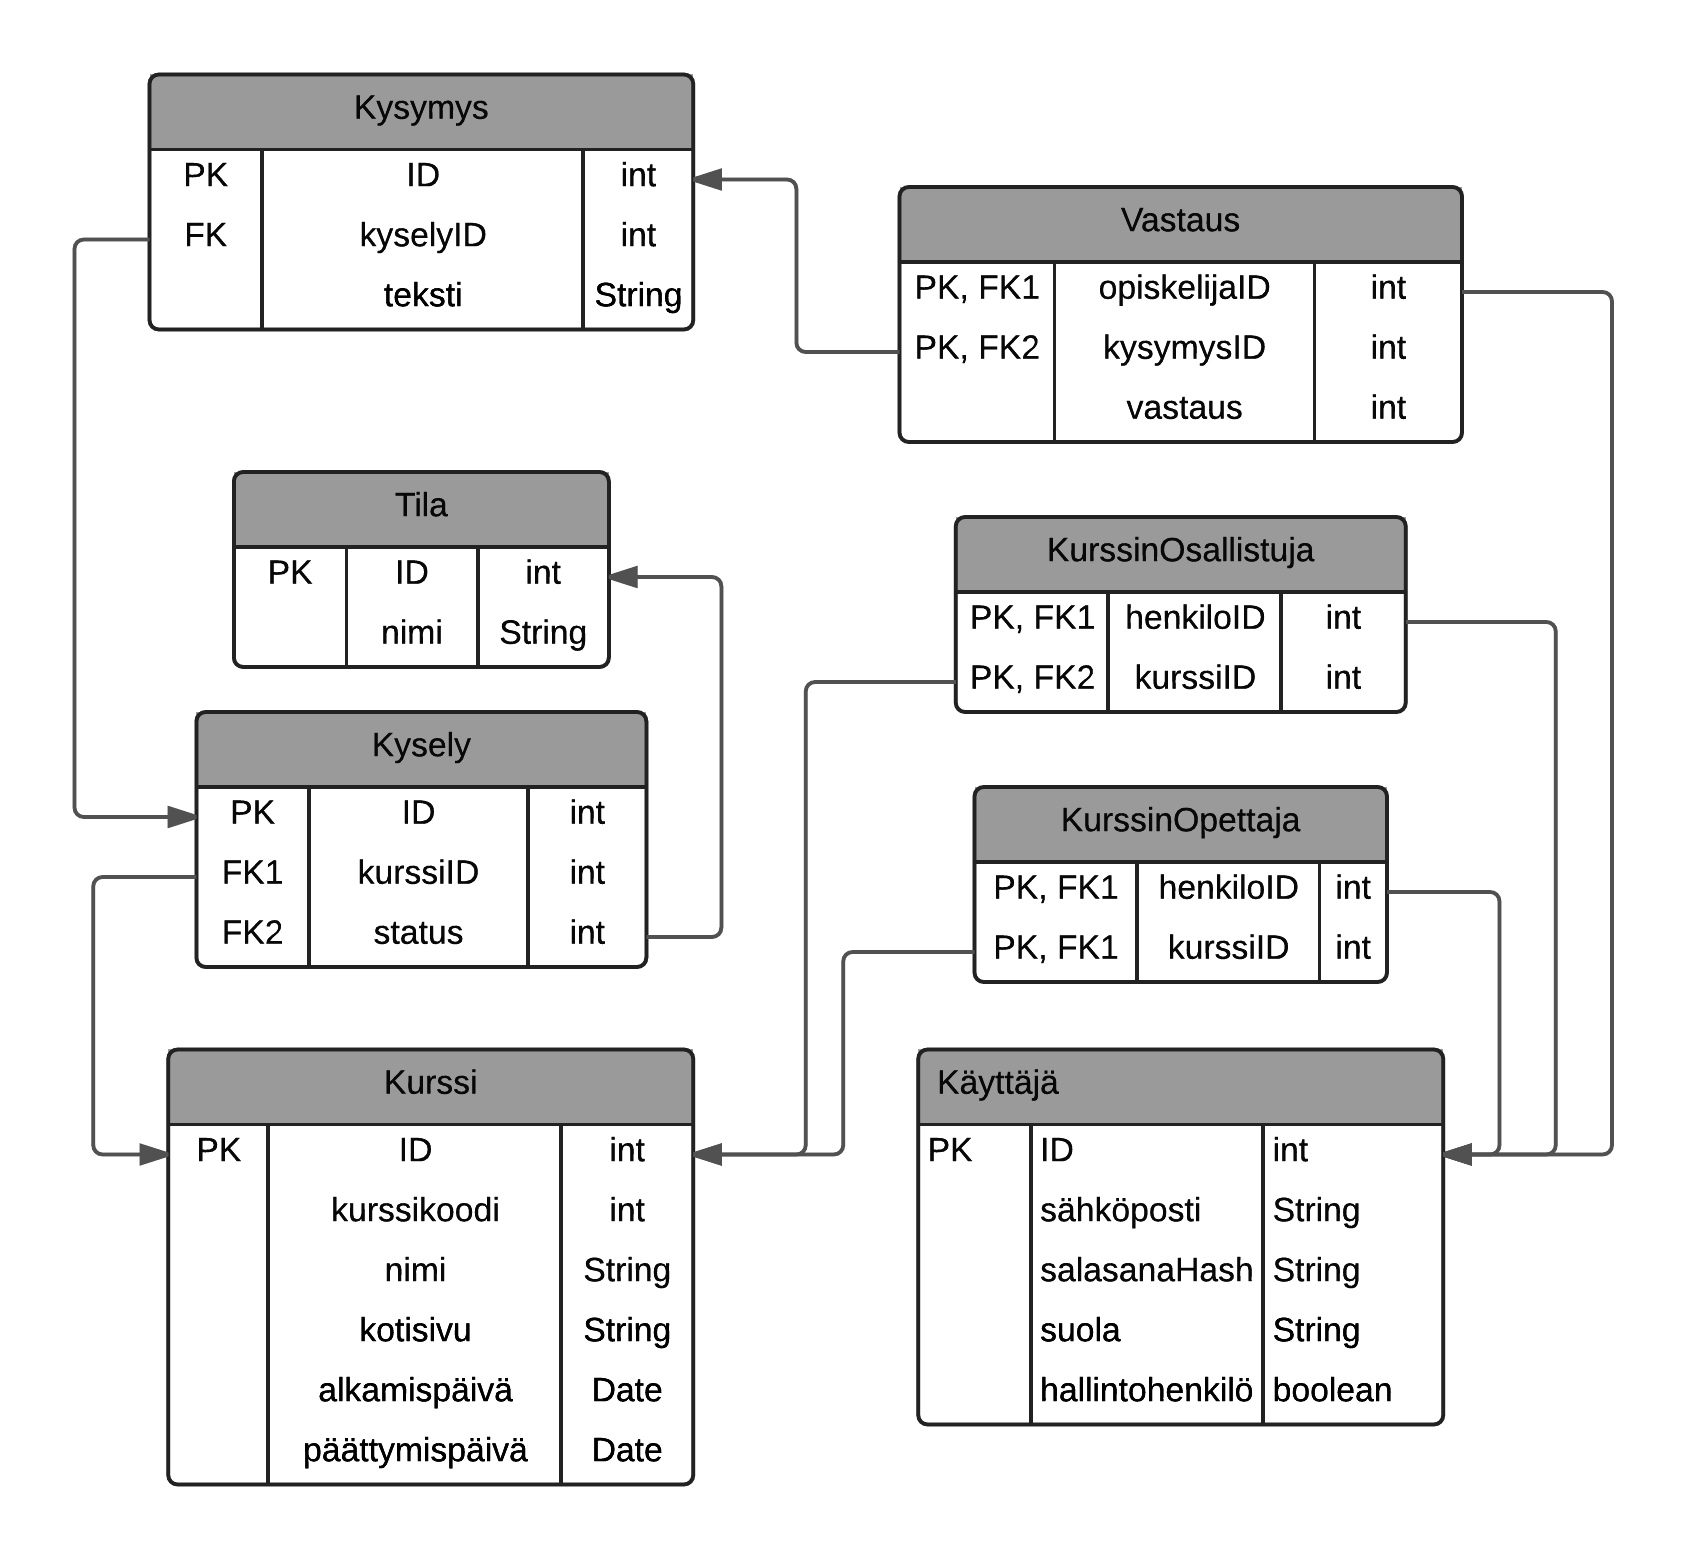 Kysymys
PK ID int
FK kyselyID int
teksti String
Vastaus
PK, FK1 opiskelijaID int
PK, FK2 kysymysID int
vastaus int
Tila
PK ID int
nimi String
KurssinOsallistuja
PK, FK1 henkiloID int
PK, FK2 kurssiID int
Kysely
PK ID int
FK1 kurssiID int
FK2 status int
KurssinOpettaja
PK, FK1 henkiloID int
PK, FK1 kurssiID int
Kurssi
PK ID int
kurssikoodi int
nimi String
kotisivu String
alkamispäivä Date
päättymispäivä Date
Käyttäjä
PK ID int
sähköposti String
salasanaHash String
suola String
hallintohenkilö boolean